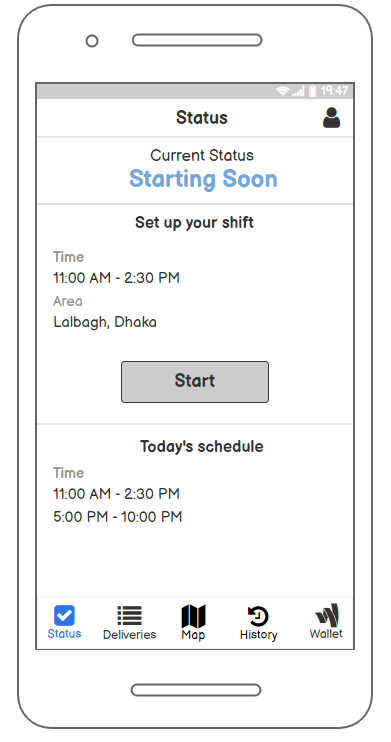 19:47
Status
Current Status
Starting Soon
Set up your shift
Time
11:00 AM - 2:30 PM
Area
Lalbagh, Dhaka
Start
Today's schedule
Time
11:00 AM - 2:30 PM
5:00 PM - 10:00 PM
Status Deliveries Map History Wallet